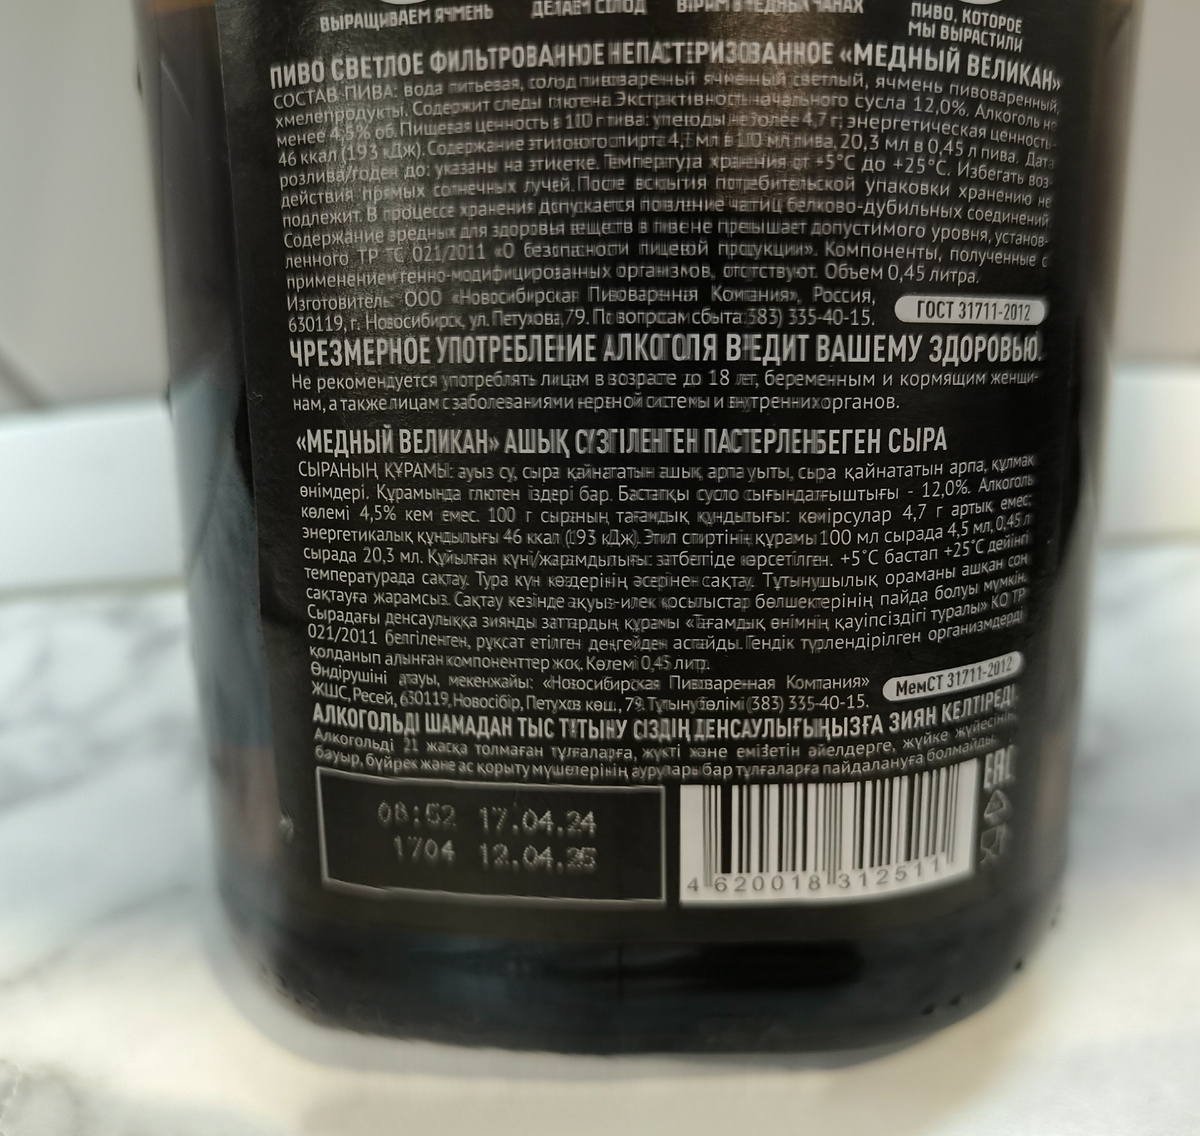 ВЫРАЩИВАЕМ ЯЧМЕНЬ ДЕЛАЕМ СОЛОД ВАРИМ В МЕДНЫХ ЧАНАХ ПИВО, КОТОРОЕ
МЫ ВЫРАСТИЛИ
ПИВО СВЕТЛОЕ ФИЛЬТРОВАННОЕ НЕПАСТЕРИЗОВАННОЕ «МЕДНЫЙ ВЕЛИКАН»
СОСТАВ ПИВА: вода питьевая, солод пивоваренный ячменный светлый, ячмень пивоваренный,
хмелепродукты. Содержит следы глютена. Экстрактивность начального сусла 12,0%. Алкоголь не
менее 4,5% об. Пищевая ценность в 100 г пива: углеводы не более 4,7 г; энергетическая ценность-
46 ккал (193 кДж). Содержание этилового спирта 4,5 мл в 100 мл пива, 20,3 мл в 0,45 л пива. Дата
розлива/годен до: указаны на этикетке. Температура хранения от +5°C до +25°C. Избегать воз-
действия прямых солнечных лучей. После вскрытия потребительской упаковки хранению не
подлежит. В процессе хранения допускается появление частиц белково-дубильных соединений.
Содержание вредных для здоровья веществ в пиве не превышает допустимого уровня, установ-
ленного ТР ТС 021/2011 «О безопасности пищевой продукции». Компоненты, полученные с
применением генно-модифицированных организмов, отсутствуют. Объем 0,45 литра.
Изготовитель: ООО «Новосибирская Пивоваренная Компания», Россия,
630119, г. Новосибирск, ул. Петухова, 79. По вопросам сбыта: (383) 335-40-15.
ГОСТ 31711-2012
ЧРЕЗМЕРНОЕ УПОТРЕБЛЕНИЕ АЛКОГОЛЯ ВРЕДИТ ВАШЕМУ ЗДОРОВЬЮ.
Не рекомендуется употреблять лицам в возрасте до 18 лет, беременным и кормящим женщи-
нам, а также лицам с заболеваниями нервной системы и внутренних органов.
«МЕДНЫЙ ВЕЛИКАН» АШЫҚ СҮЗГІЛЕНГЕН ПАСТЕРЛЕНБЕГЕН СЫРА
СЫРАНЫҢ ҚҰРАМЫ: ауыз су, сыра қайнататын ашық арпа уыты, сыра қайнататын арпа, құлмақ
өнімдері. Құрамында глютен іздері бар. Бастапқы сусло сығындағыштығы - 12,0%. Алкоголь
көлемі 4,5% кем емес. 100 г сыраның тағамдық құндылығы: көмірсулар 4,7 г артық емес;
энергетикалық құндылығы 46 ккал (193 кДж). Этил спиртінің құрамы 100 мл сырада 4,5 мл, 0,45 л
сырада 20,3 мл. Құйылған күні/жарамдылығы: затбелгіде көрсетілген. +5°C бастап +25°C дейінгі
температурада сақтау. Тура күн көздерінің әсерінен сақтау. Тұтынушылық ораманы ашқан соң
сақтауға жарамсыз. Сақтау кезінде ақуыз-илек қосылыстар бөлшектерінің пайда болуы мүмкін.
Сырадағы денсаулыққа зиянды заттардың құрамы «Тағамдық өнімнің қауіпсіздігі туралы» КО ТР
021/2011 белгіленген, рұқсат етілген деңгейден аспайды. Гендік түрлендірілген организмдерді
қолданып алынған компоненттер жоқ. Көлемі 0,45 литр.
Өндірушінің атауы, мекенжайы: «Новосибирская Пивоваренная Компания»
ЖШС, Ресей, 630119, Новосібір, Петухов көш., 79. Тұтыну бөлімі (383) 335-40-15.
МемСТ 31711-2012
АЛКОГОЛЬДІ ШАМАДАН ТЫС ТҰТЫНУ СІЗДІҢ ДЕНСАУЛЫҒЫҢЫЗҒА ЗИЯН КЕЛТІРЕДІ!
Алкогольді 21 жасқа толмаған тұлғаларға, жүкті және емізетін әйелдерге, жүйке жүйесінің,
бауыр, бүйрек және ас қорыту мүшелерінің аурулары бар тұлғаларға пайдалануға болмайды.
EAC
08:52 17.04.24
1704 12.04.25
4 620018 312511